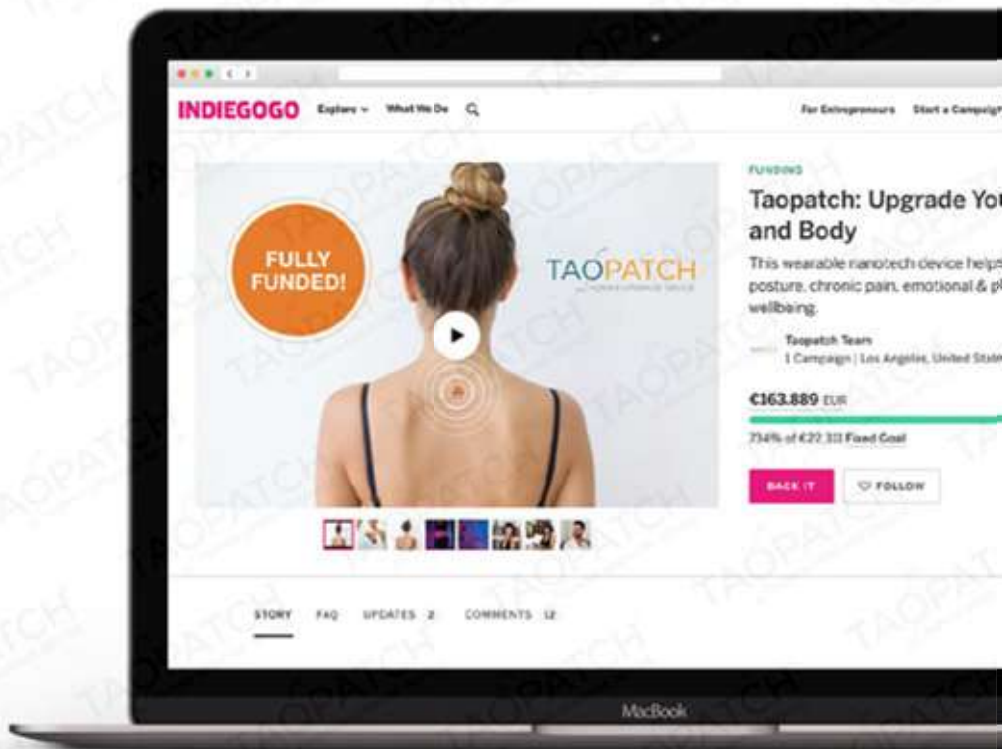 INDIEGOGO Explore What We Do
For Entrepreneurs Start a Campaign
FULLY
FUNDED!
TAOPATCH
FUNDING
Taopatch: Upgrade You
and Body
This wearable nanotech device helps
posture, chronic pain, emotional & p
wellbeing.
Taopatch Team
1 Campaign | Los Angeles, United States
€163.889 EUR
734% of Fixed Goal
BACK IT FOLLOW
STORY FAQ UPDATES 2 COMMENTS 12
MacBook